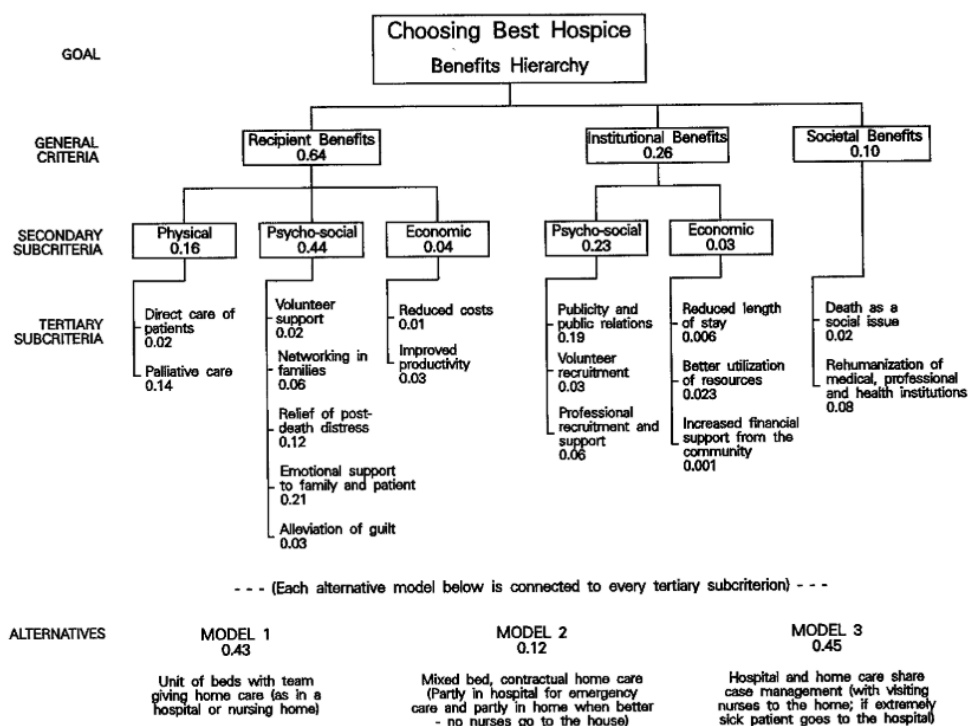 GOAL
Choosing Best Hospice
Benefits Hierarchy
GENERAL
CRITERIA
Recipient Benefits
0.64
Institutional Benefits
0.26
Societal Benefits
0.10
SECONDARY
SUBCRITERIA
Physical
0.16
Psycho-social
0.44
Economic
0.04
Psycho-social
0.23
Economic
0.03
TERTIARY
SUBCRITERIA
Direct care of
patients
0.02
Palliative care
0.14
Volunteer
support
0.02
Networking in
families
0.06
Relief of post-
death distress
0.12
Emotional support
to family and patient
0.21
Alleviation of guilt
0.03
Reduced costs
0.01
Improved
productivity
0.03
Publicity and
public relations
0.19
Volunteer
recruitment
0.03
Professional
recruitment and
support
0.06
Reduced length
of stay
0.006
Better utilization
of resources
0.023
Increased financial
support from the
community
0.001
Death as a
social issue
0.02
Rehumanization of
medical, professional
and health institutions
0.08
- - - (Each alternative model below is connected to every tertiary subcriterion) - - -
ALTERNATIVES
MODEL 1
0.43
Unit of beds with team
giving home care (as in a
hospital or nursing home)
MODEL 2
0.12
Mixed bed, contractual home care
(Partly in hospital for emergency
care and partly in home when better
- no nurses go to the house)
MODEL 3
0.45
Hospital and home care share
case management (with visiting
nurses to the home; if extremely
sick patient goes to the hospital)